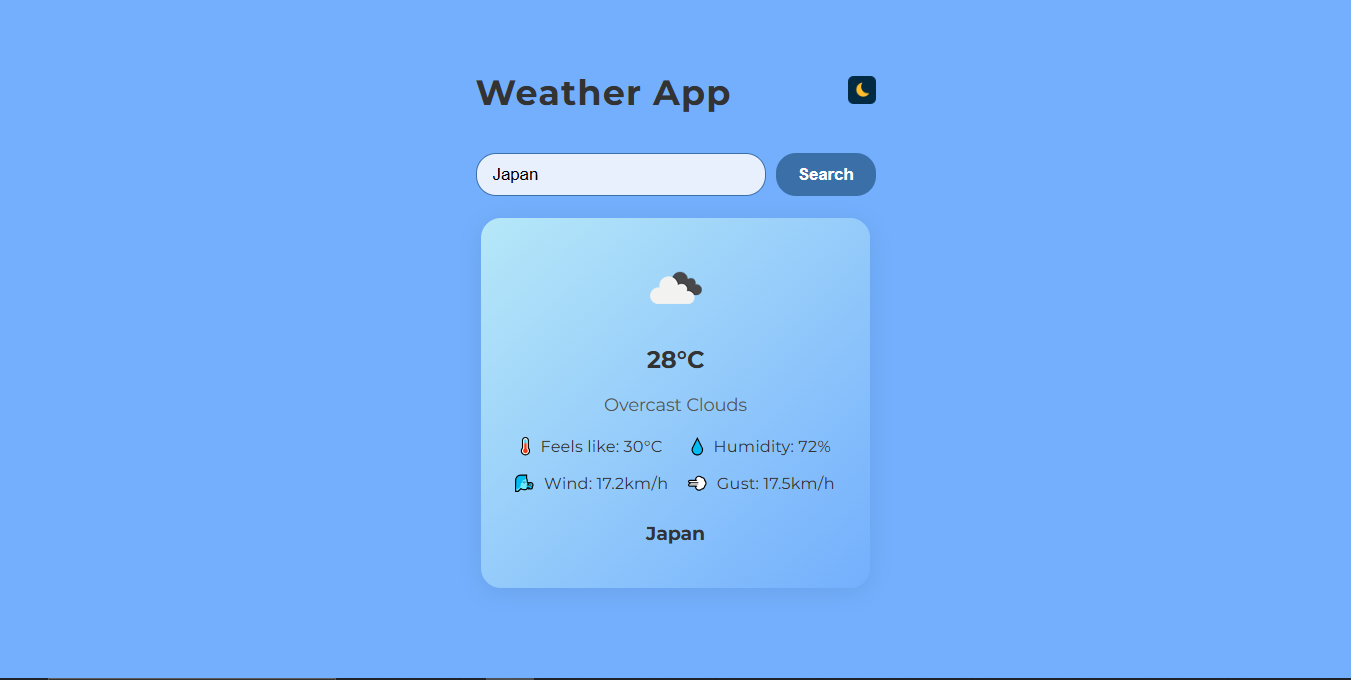 Weather App
Japan
Search
28°C
Overcast Clouds
Feels like: 30°C
Humidity: 72%
Wind: 17.2km/h
Gust: 17.5km/h
Japan